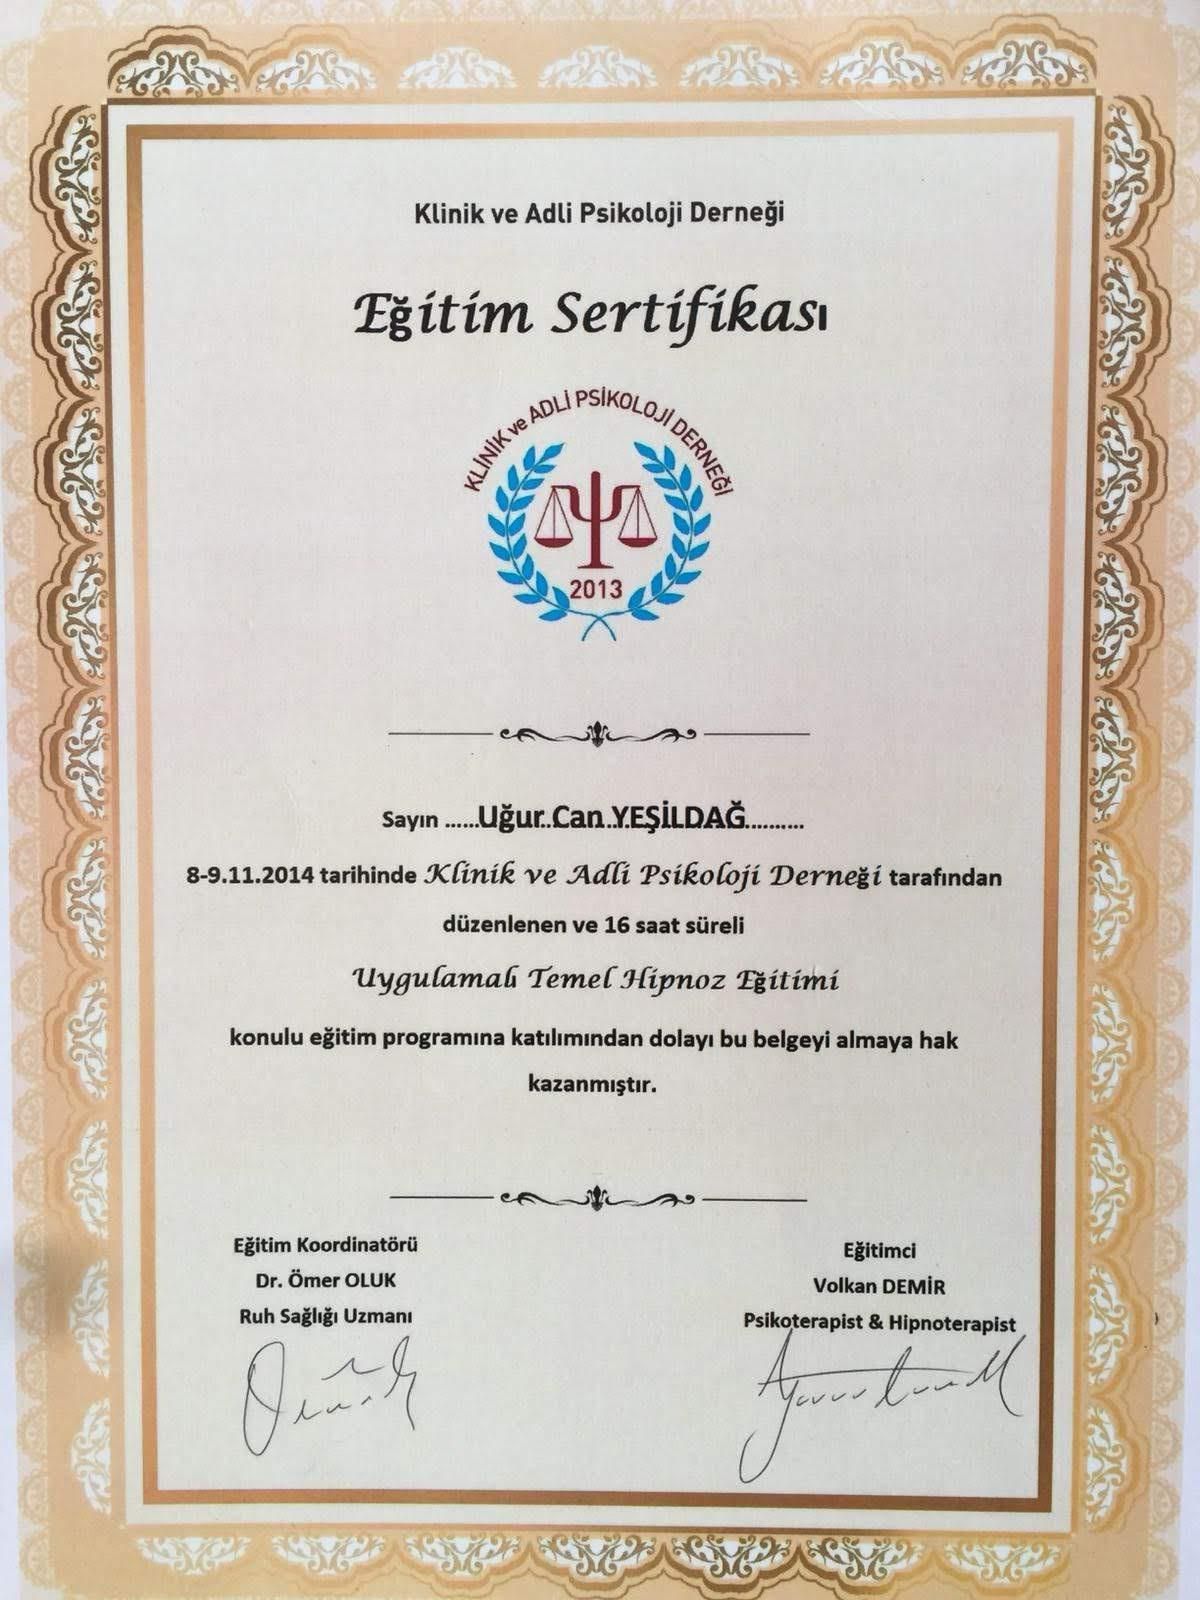 Klinik ve Adli Psikoloji Derneği
Eğitim Sertifikası
KLİNİK ve ADLİ PSİKOLOJİ DERNEĞİ
2013
Sayın ......Uğur Can YEŞİLDAĞ..........
8-9.11.2014 tarihinde Klinik ve Adli Psikoloji Derneği tarafından
düzenlenen ve 16 saat süreli
Uygulamalı Temel Hipnoz Eğitimi
konulu eğitim programına katılımından dolayı bu belgeyi almaya hak
kazanmıştır.
Eğitim Koordinatörü
Dr. Ömer OLUK
Ruh Sağlığı Uzmanı
Eğitimci
Volkan DEMİR
Psikoterapist & Hipnoterapist